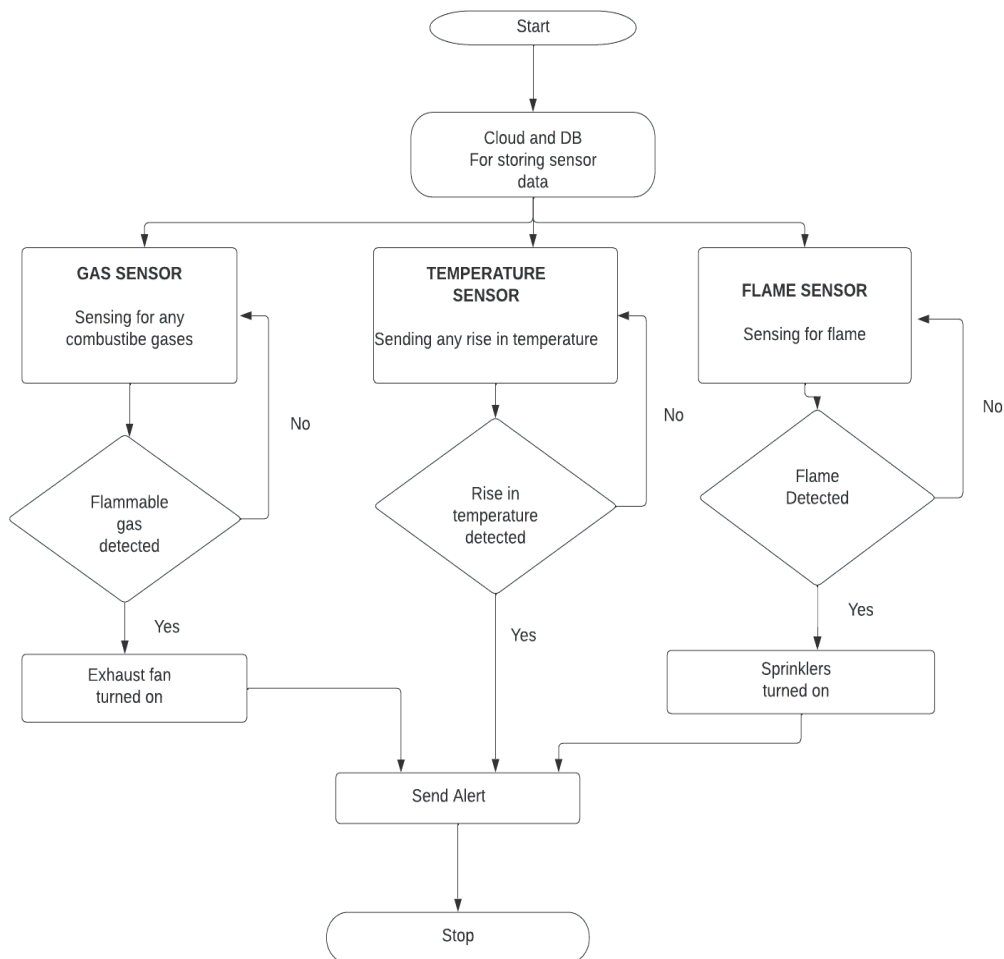 Start
Cloud and DB
For storing sensor
data
GAS SENSOR
Sensing for any
combustibe gases
TEMPERATURE
SENSOR
Sending any rise in temperature
FLAME SENSOR
Sensing for flame
No
No
No
Flammable
gas
detected
Rise in
temperature
detected
Flame
Detected
Yes
Yes
Yes
Exhaust fan
turned on
Sprinklers
turned on
Send Alert
Stop